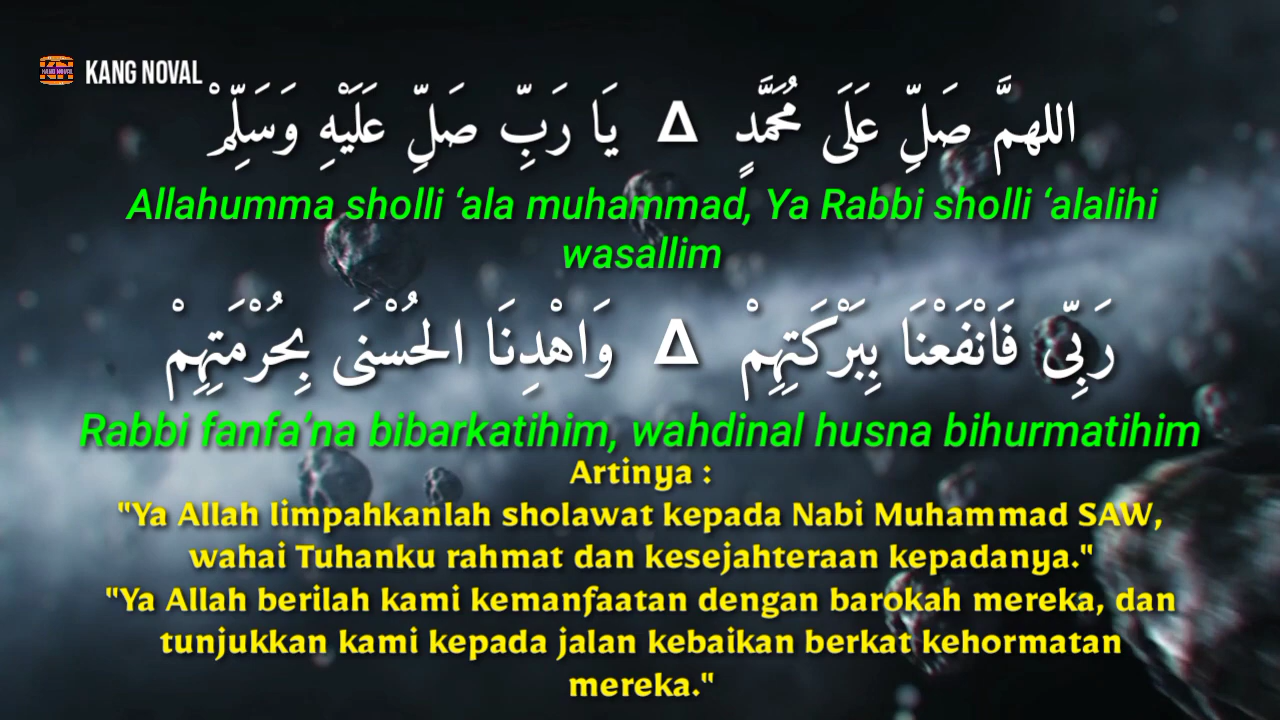 KANG NOVAL
اللهمَّ صَلِّ عَلَى مُحَمَّدٍ ∆ يَا رَبِّ صَلِّ عَلَيْهِ وَسَلِّمْ
Allahumma sholli ‘ala muhammad, Ya Rabbi sholli ‘alalihi
wasallim
رَبِّيْ فَانْفَعْنَا بِبَرْكَتِهِمْ ∆ وَاهْدِنَا الحُسْنَى بِحُرْمَتِهِمْ
Rabbi fanfa’na bibarkatihim, wahdinal husna bihurmatihim
Artinya :
"Ya Allah limpahkanlah sholawat kepada Nabi Muhammad SAW,
wahai Tuhanku rahmat dan kesejahteraan kepadanya."
"Ya Allah berilah kami kemanfaatan dengan barokah mereka, dan
tunjukkan kami kepada jalan kebaikan berkat kehormatan
mereka."